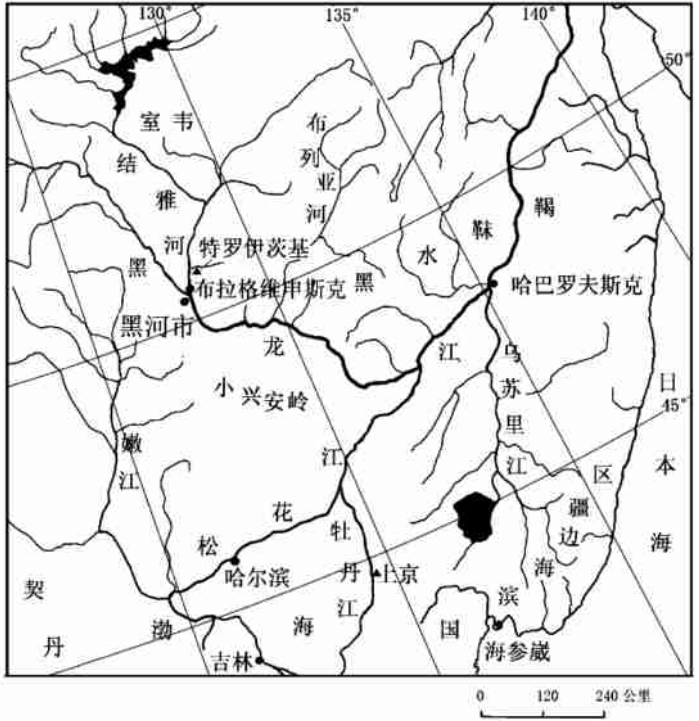 130°
135°
140°
50°
室韦
布列亚河
结雅河
鞨
靺
水
特罗伊茨基
黑
布拉格维申斯克
黑
哈巴罗夫斯克
黑河市
龙
江
乌苏里江
小兴安岭
日本海
45°
嫩江
江
区
疆
边
海
滨
花
松
牡丹江
哈尔滨
上京
契丹
渤
海
国
吉林
海参崴
0 120 240 公里